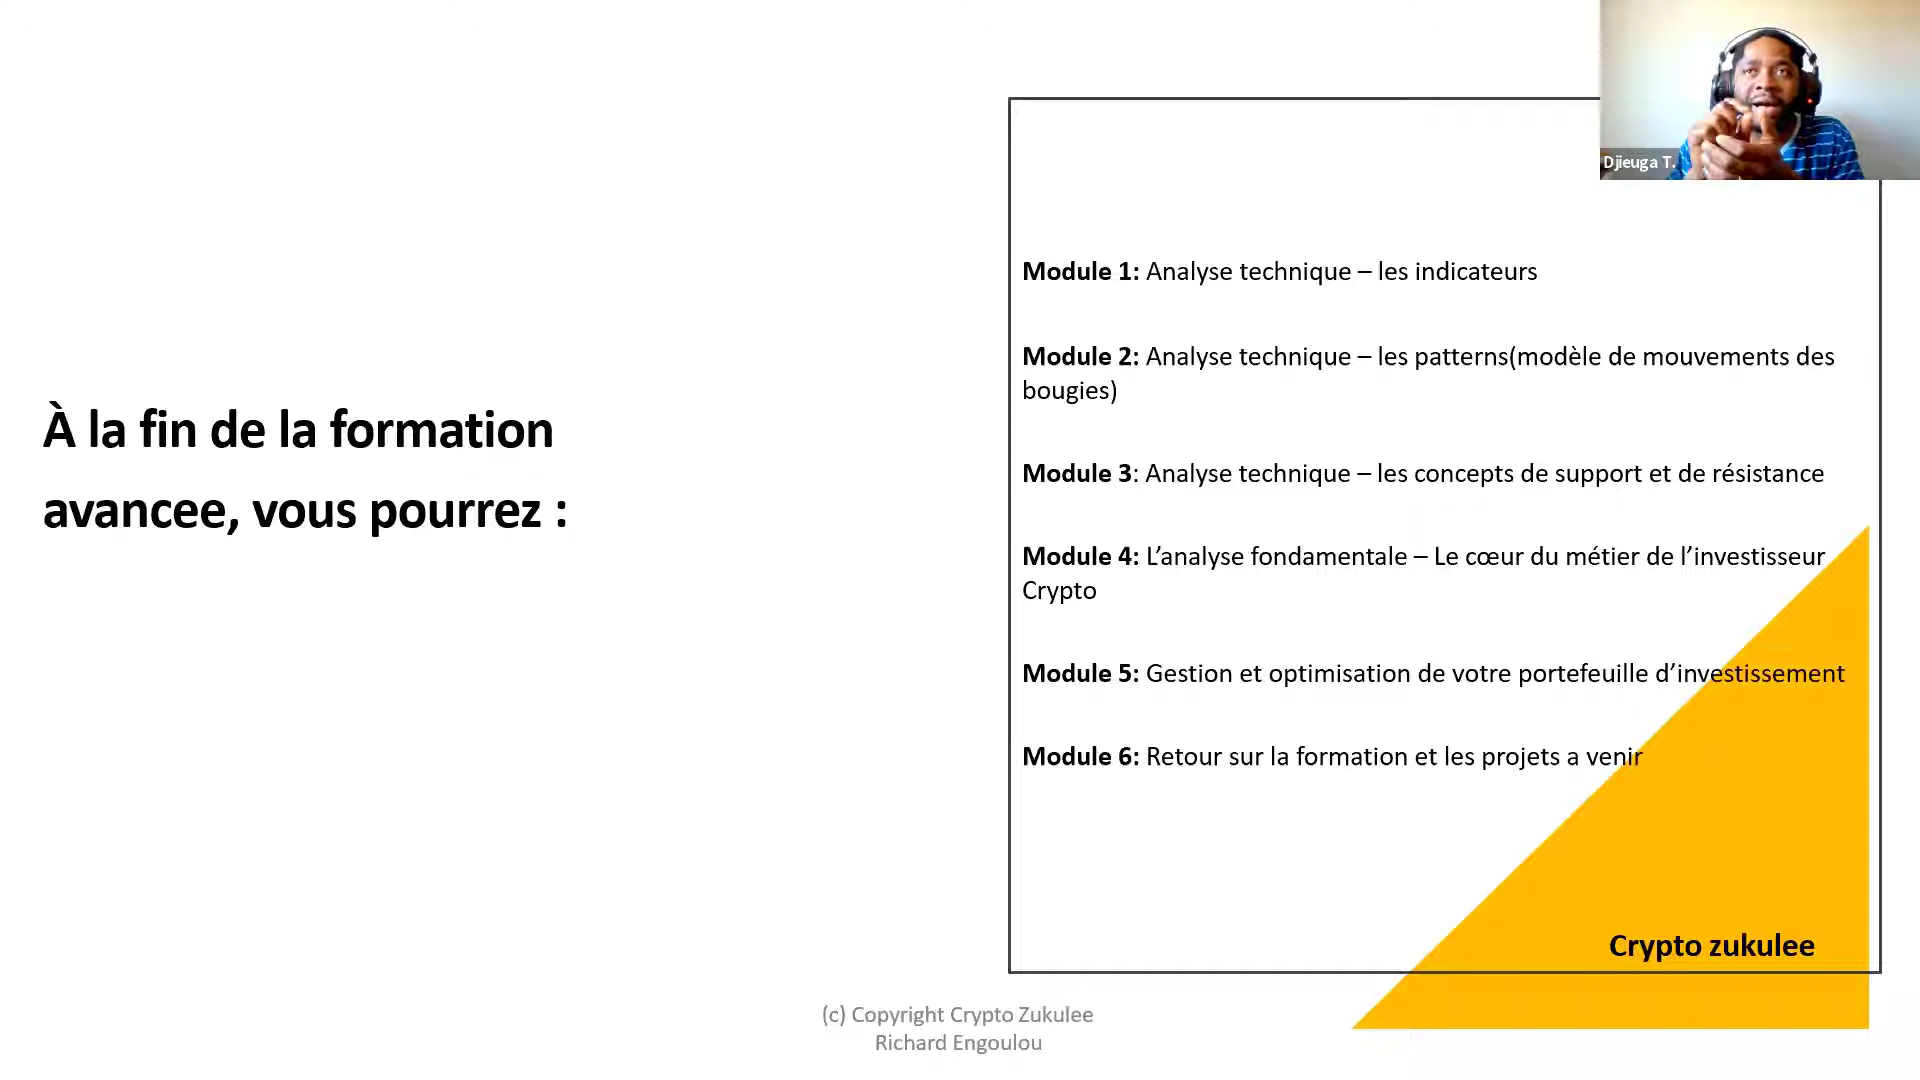 Djieuga T.
À la fin de la formation
avancee, vous pourrez :
Module 1: Analyse technique – les indicateurs
Module 2: Analyse technique – les patterns(modèle de mouvements des
bougies)
Module 3: Analyse technique – les concepts de support et de résistance
Module 4: L’analyse fondamentale – Le cœur du métier de l’investisseur
Crypto
Module 5: Gestion et optimisation de votre portefeuille d’investissement
Module 6: Retour sur la formation et les projets a venir
Crypto zukulee
(c) Copyright Crypto Zukulee
Richard Engoulou